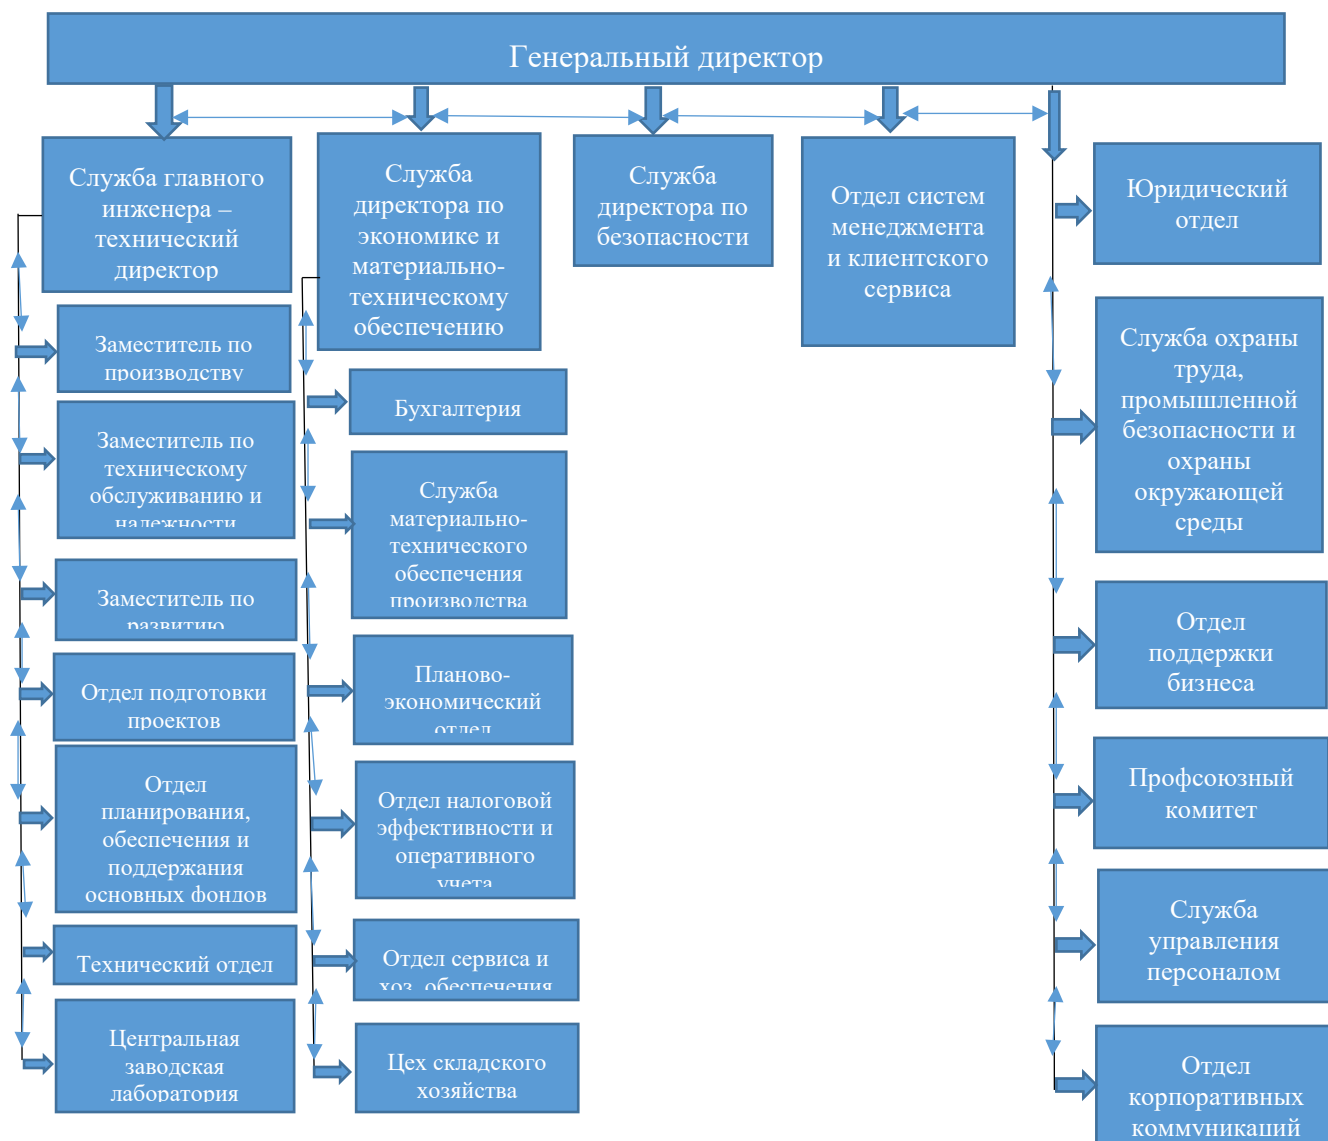 Генеральный директор
Служба главного
инженера –
технический
директор
Заместитель по
производству
Заместитель по
техническому
обслуживанию и
надежности
Заместитель по
развитию
Отдел подготовки
проектов
Отдел
планирования,
обеспечения и
поддержания
основных фондов
Технический отдел
Центральная
заводская
лаборатория
Служба
директора по
экономике и
материально-
техническому
обеспечению
Бухгалтерия
Служба
материально-
технического
обеспечения
производства
Планово-
экономический
отдел
Отдел налоговой
эффективности и
оперативного
учета
Отдел сервиса и
хоз. обеспечения
Цех складского
хозяйства
Служба
директора по
безопасности
Отдел систем
менеджмента
и клиентского
сервиса
Юридический
отдел
Служба охраны
труда,
промышленной
безопасности и
охраны
окружающей
среды
Отдел
поддержки
бизнеса
Профсоюзный
комитет
Служба
управления
персоналом
Отдел
корпоративных
коммуникаций